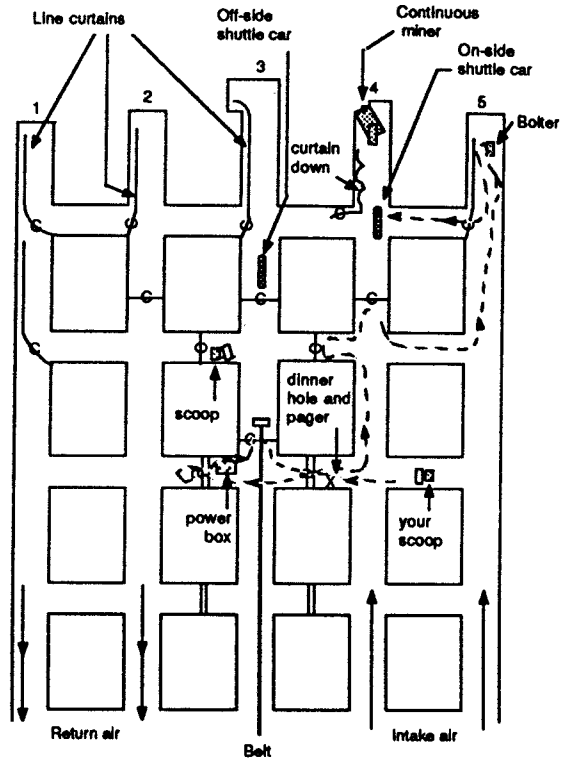 Line curtains
Off-side
shuttle car
Continuous
miner
On-side
shuttle car
1
2
3
4
5
Bolter
curtain
down
C
C
C
C
C
C
C
C
C
C
C
C
scoop
dinner
hole and
pager
X
power
box
your
scoop
Return air
Belt
Intake air